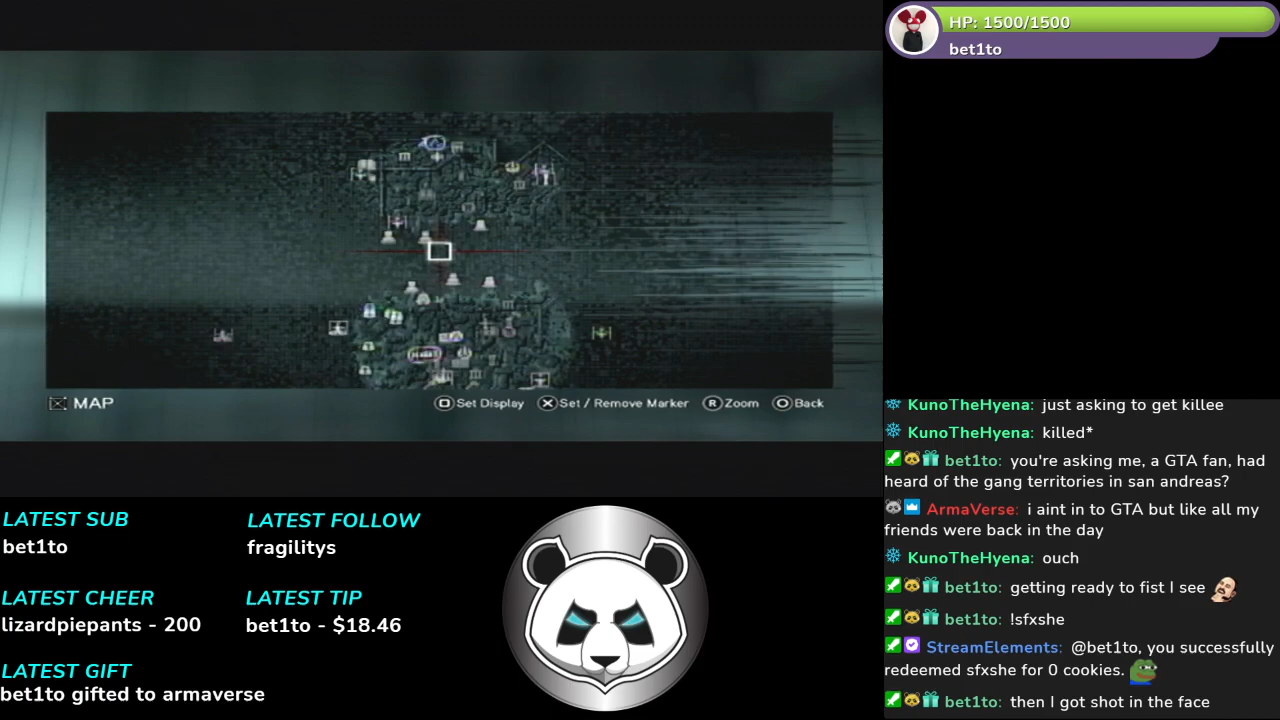 HP: 1500/1500
bet1to
MAP
Set Display
Set / Remove Marker
R Zoom
Back
LATEST SUB
bet1to
LATEST FOLLOW
fragilitys
LATEST CHEER
lizardpiepants - 200
LATEST TIP
bet1to - $18.46
LATEST GIFT
bet1to gifted to armaverse
KunoTheHyena: just asking to get killee
KunoTheHyena: killed*
bet1to: you're asking me, a GTA fan, had
heard of the gang territories in san andreas?
ArmaVerse: i aint in to GTA but like all my
friends were back in the day
KunoTheHyena: ouch
bet1to: getting ready to fist I see
bet1to: !sfxshe
StreamElements: @bet1to, you successfully
redeemed sfxshe for 0 cookies.
bet1to: then I got shot in the face